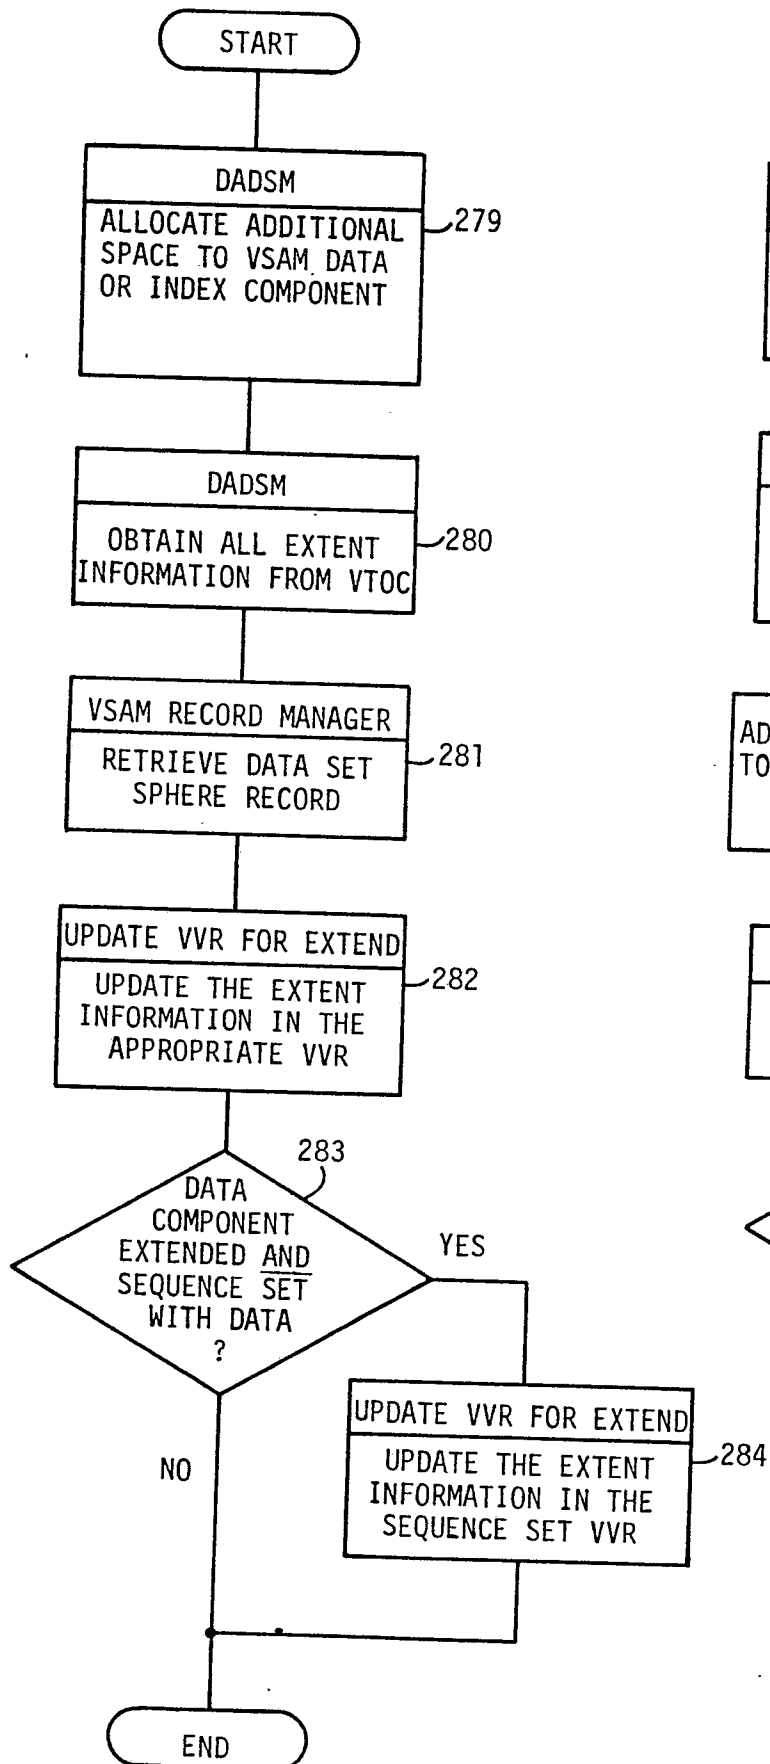 START
DADSM
ALLOCATE ADDITIONAL
SPACE TO VSAM DATA
OR INDEX COMPONENT
279
DADSM
OBTAIN ALL EXTENT
INFORMATION FROM VTOC
280
VSAM RECORD MANAGER
RETRIEVE DATA SET
SPHERE RECORD
281
UPDATE VVR FOR EXTEND
UPDATE THE EXTENT
INFORMATION IN THE
APPROPRIATE VVR
282
283
DATA
COMPONENT
EXTENDED AND
SEQUENCE SET
WITH DATA
?
YES
NO
UPDATE VVR FOR EXTEND
UPDATE THE EXTENT
INFORMATION IN THE
SEQUENCE SET VVR
284
END
AD
TO